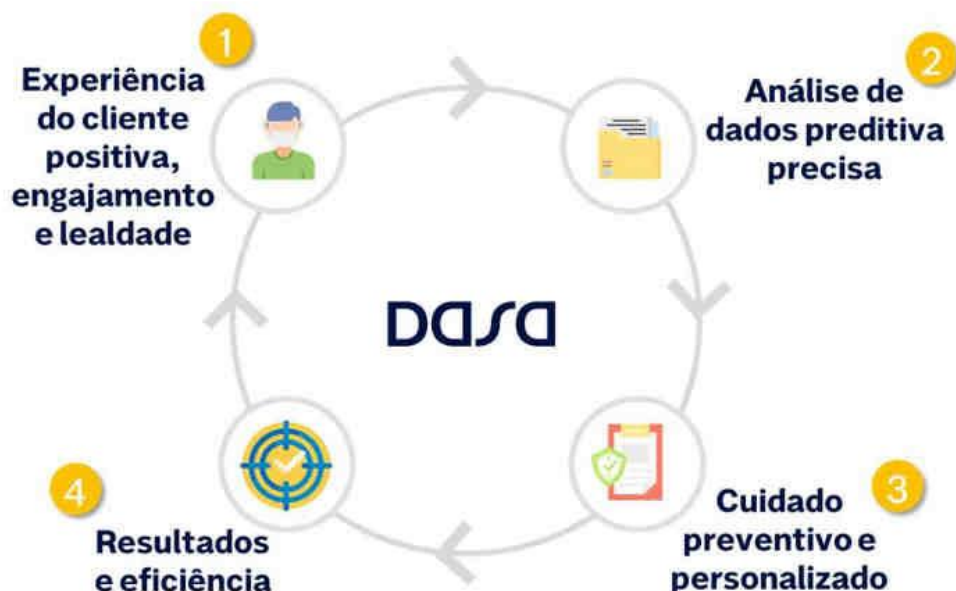 1
Experiência
do cliente
positiva,
engajamento
e lealdade
2
Análise de
dados preditiva
precisa
DASA
3
Cuidado
preventivo e
personalizado
4
Resultados
e eficiência